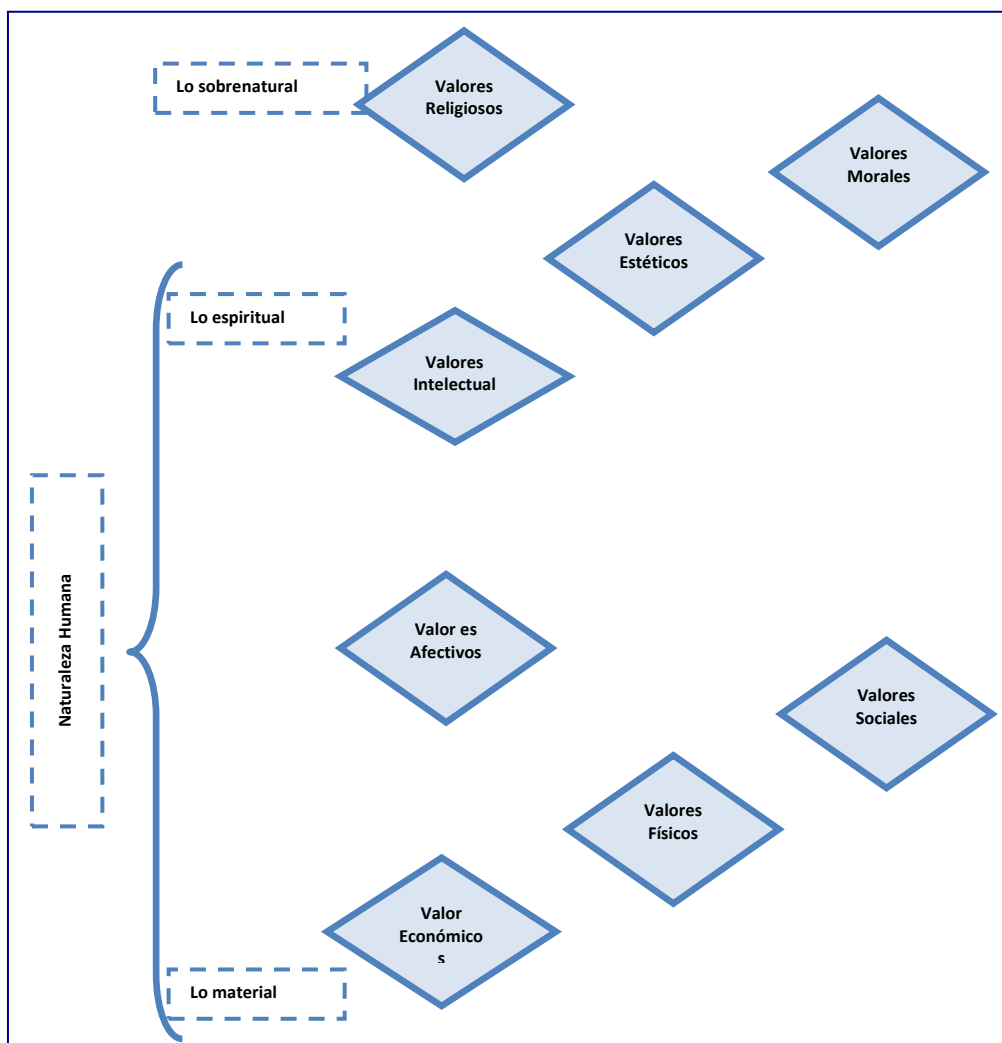 Lo sobrenatural
Valores
Religiosos
Valores
Morales
Valores
Estéticos
Lo espiritual
Valores
Intelectual
Naturaleza Humana
Valor es
Afectivos
Valores
Sociales
Valores
Físicos
Valor
Económico
s
Lo material